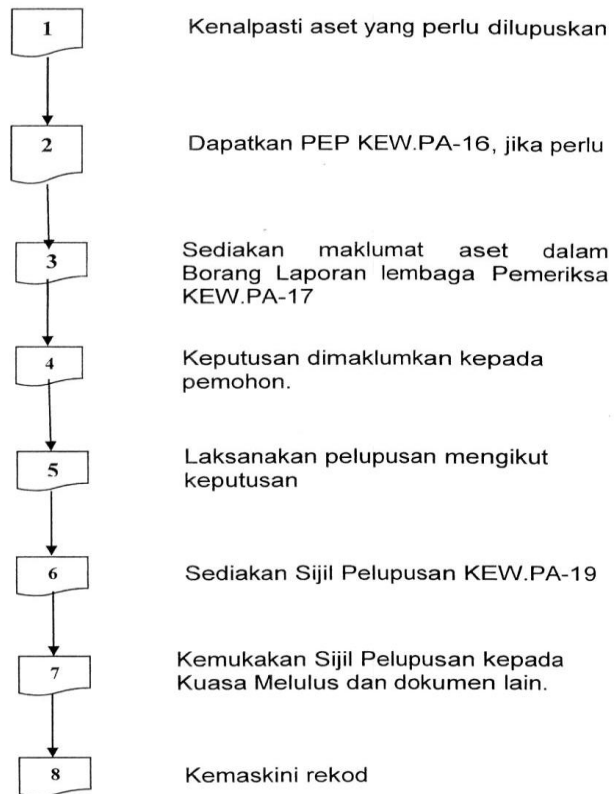 1 Kenalpasti aset yang perlu dilupuskan
2 Dapatkan PEP KEW.PA-16, jika perlu
3 Sediakan maklumat aset dalam
Borang Laporan lembaga Pemeriksa
KEW.PA-17
4 Keputusan dimaklumkan kepada
pemohon.
5 Laksanakan pelupusan mengikut
keputusan
6 Sediakan Sijil Pelupusan KEW.PA-19
7 Kemukakan Sijil Pelupusan kepada
Kuasa Melulus dan dokumen lain.
8 Kemaskini rekod